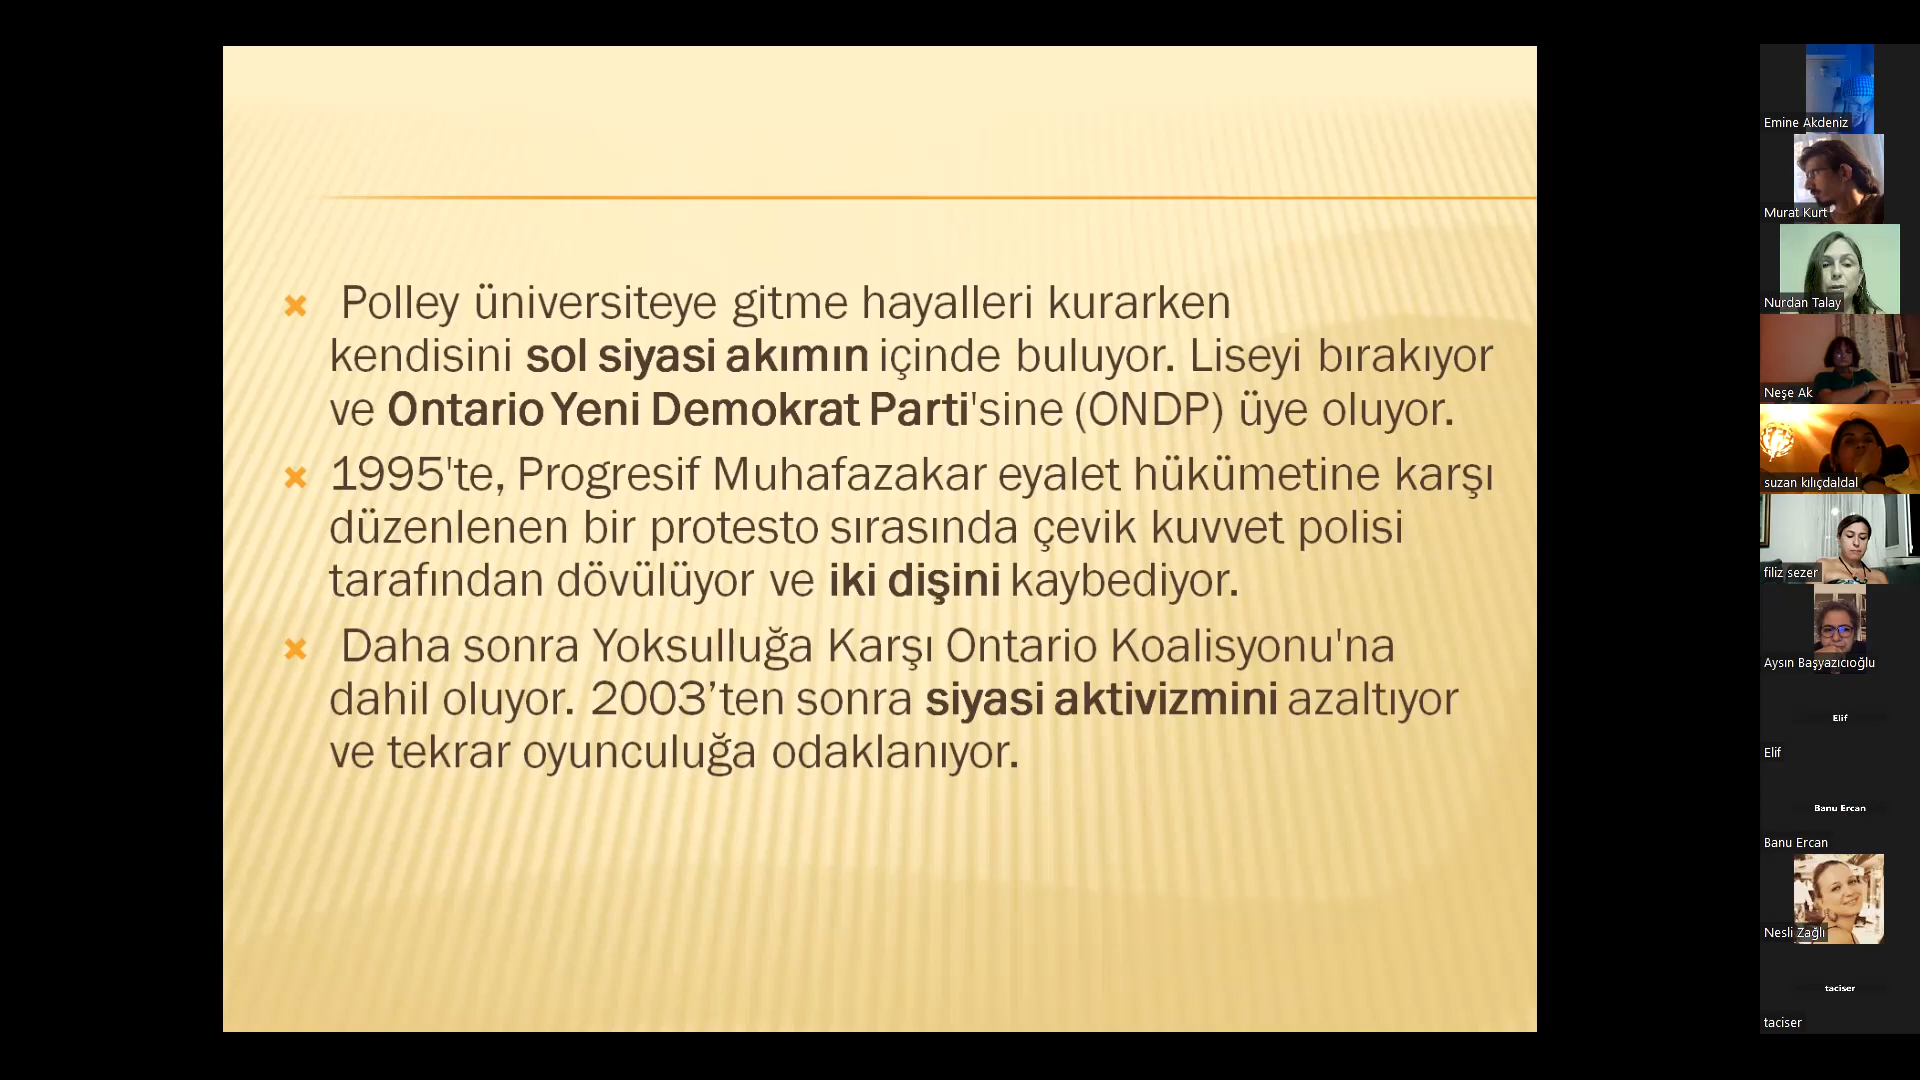 Polley üniversiteye gitme hayalleri kurarken
kendisini sol siyasi akımın içinde buluyor. Liseyi bırakıyor
ve Ontario Yeni Demokrat Parti'sine (ONDP) üye oluyor.
1995'te, Progresif Muhafazakar eyalet hükümetine karşı
düzenlenen bir protesto sırasında çevik kuvvet polisi
tarafından dövülüyor ve iki dişini kaybediyor.
Daha sonra Yoksulluğa Karşı Ontario Koalisyonu'na
dahil oluyor. 2003’ten sonra siyasi aktivizmini azaltıyor
ve tekrar oyunculuğa odaklanıyor.
Emine Akdeniz
Murat Kurt
Nurdan Talay
Neşe Ak
suzan kılıçdaldal
filiz sezer
Aysın Başyazıcıoğlu
Elif
Elif
Banu Ercan
Banu Ercan
Nesli Zağlı
taciser
taciser